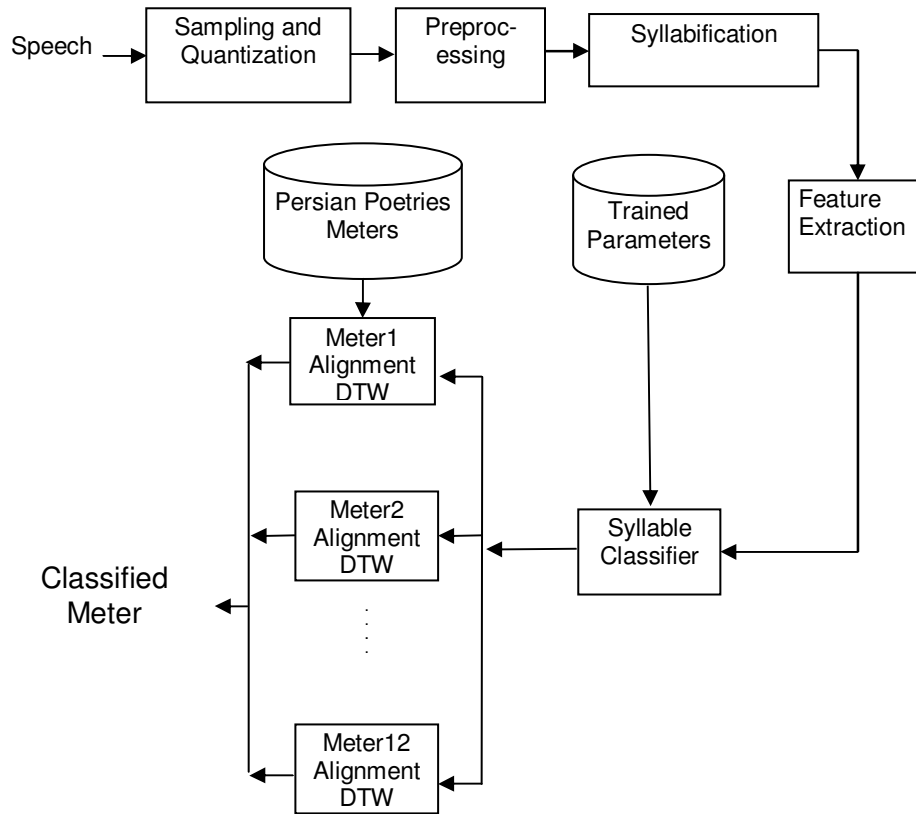 Speech
Sampling and
Quantization
Preproc-
essing
Syllabification
Persian Poetries
Meters
Trained
Parameters
Feature
Extraction
Meter1
Alignment
DTW
Meter2
Alignment
DTW
Syllable
Classifier
Classified
Meter
. . . .
Meter12
Alignment
DTW